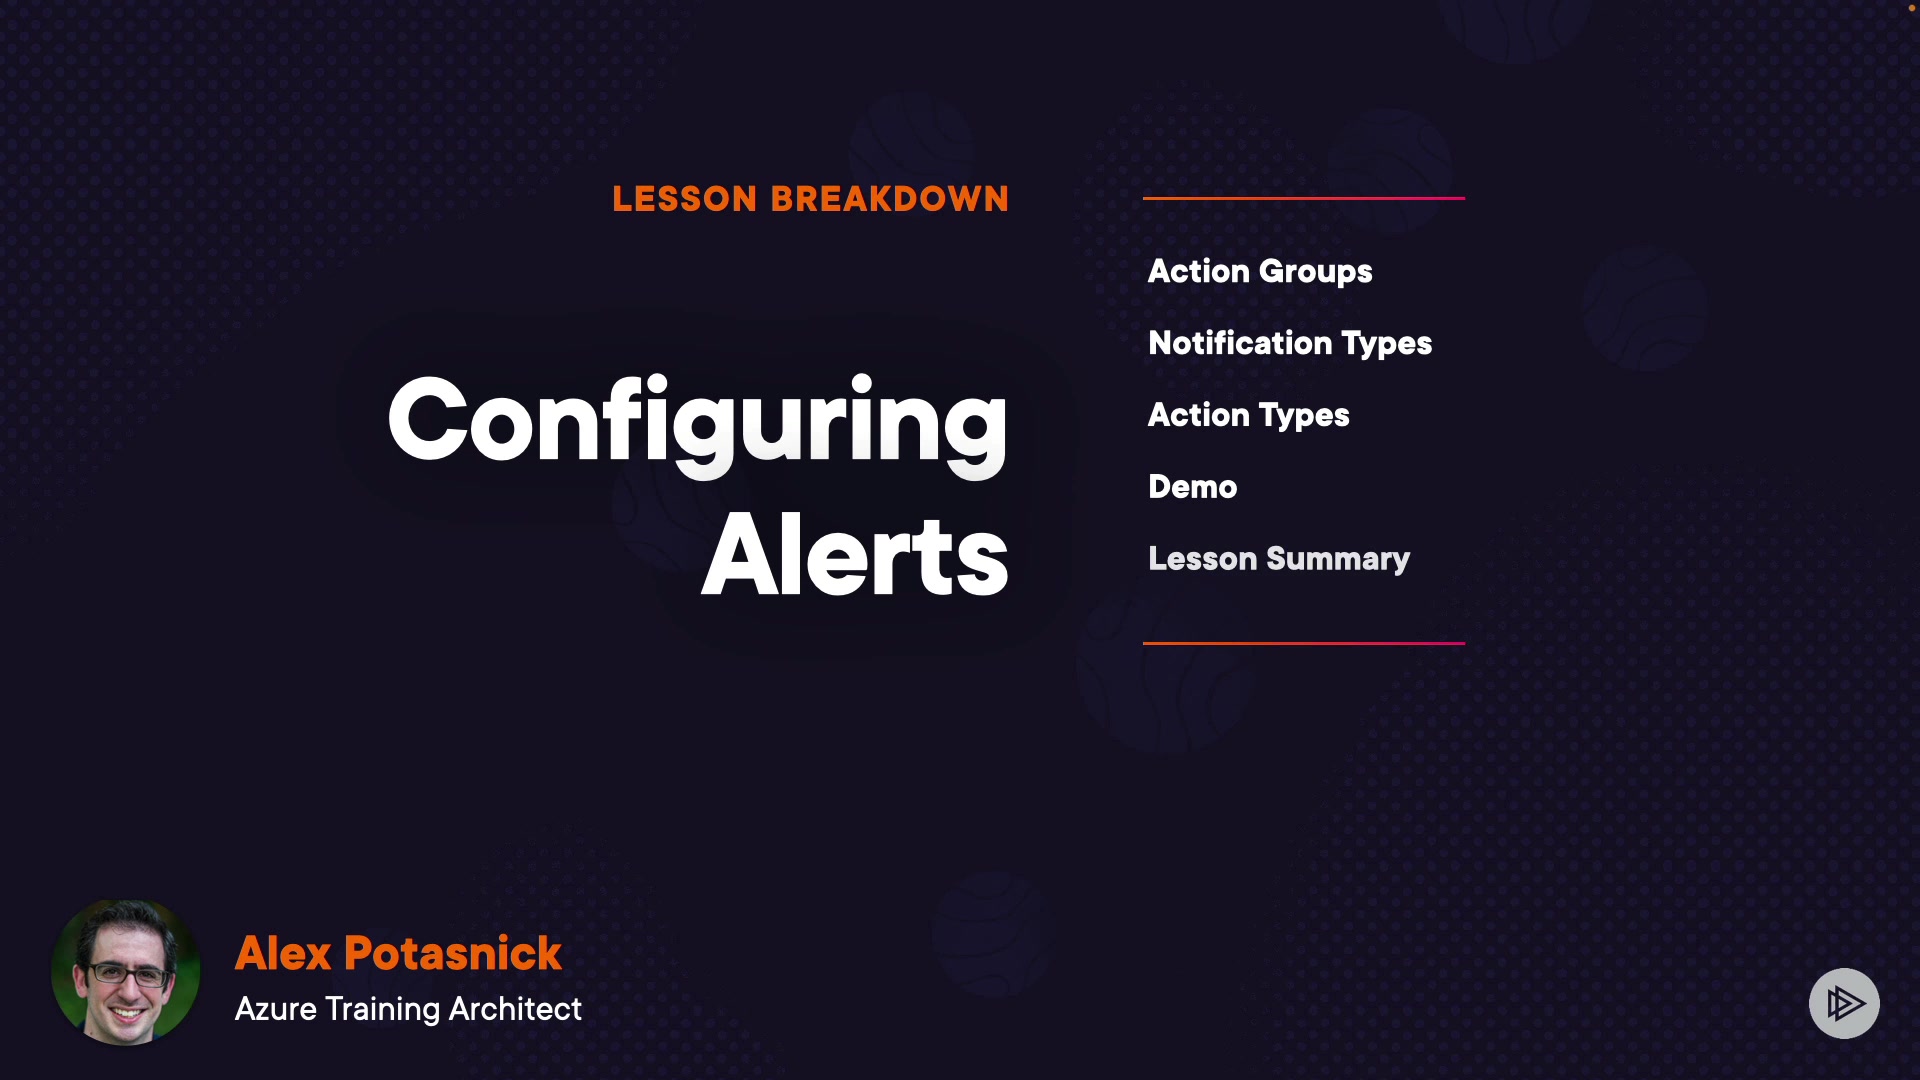 LESSON BREAKDOWN
Configuring
Alerts
Action Groups
Notification Types
Action Types
Demo
Lesson Summary
Alex Potasnick
Azure Training Architect